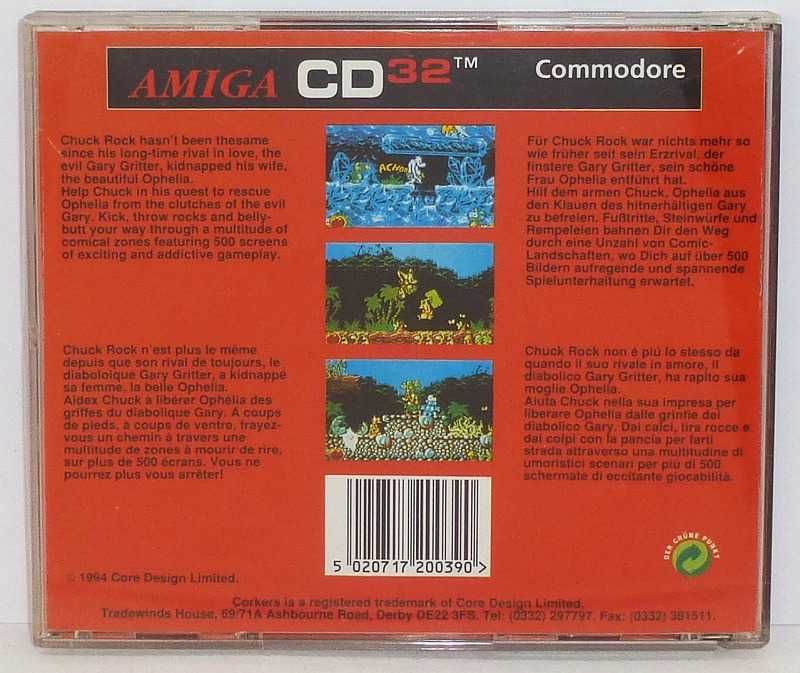 AMIGA CD32™ Commodore
Chuck Rock hasn't been thesame
since his long-time rival in love, the
evil Gary Gritter, kidnapped his wife,
the beautiful Ophelia.
Help Chuck in his quest to rescue
Ophelia from the clutches of the evil
Gary. Kick, throw rocks and belly-
butt your way through a multitude of
comical zones featuring 500 screens
of exciting and addictive gameplay.
Für Chuck Rock war nichts mehr so
wie früher seit sein Erzrival, der
finstere Gary Gritter, sein schöne
Frau Ophelia entführt hat.
Hilf dem armen Chuck, Ophelia aus
den Klauen des hitnerhältigen Gary
zu befreien. Fußtritte, Steinwürfe und
Rempeleien bahnen Dir den Weg
durch eine Unzahl von Comic-
Landschaften, wo Dich auf über 500
Bildern aufregende und spannende
Spielunterhaltung erwartet.
Chuck Rock n'est plus le même
depuis que son rival de toujours, le
diaboloique Gary Gritter, a kidnappé
sa femme, la belle Ophelia.
Aidex Chuck à libérer Ophelia des
griffes du diabolique Gary. A coups
de pieds, à coups de ventre, frayez-
vous un chemin à travers une
multitude de zones à mourir de rire,
sur plus de 500 écrans. Vous ne
pourrez plus vous arrêter!
Chuck Rock non é piú lo stesso da
quando il suo rivale in amore, il
diabolico Gary Gritter, ha rapito sua
moglie Ophelia.
Aiuta Chuck nella sua impresa per
liberare Ophelia dalle grinfie del
diabolico Gary. Dai calci, lira rocce e
dai colpi con la pancia per farti
strada attraverso una multitudine di
umoristici scenari per piu di 500
schermate di eccitante giocabilitá.
5 020717 200390 >
DER GRÜNE PUNKT
© 1994 Core Design Limited.
Corkers is a registered trademark of Core Design Limited.
Tradewinds House, 69/71A Ashbourne Road, Derby DE22 3FS. Tel: (0332) 297797. Fax: (0332) 381511.